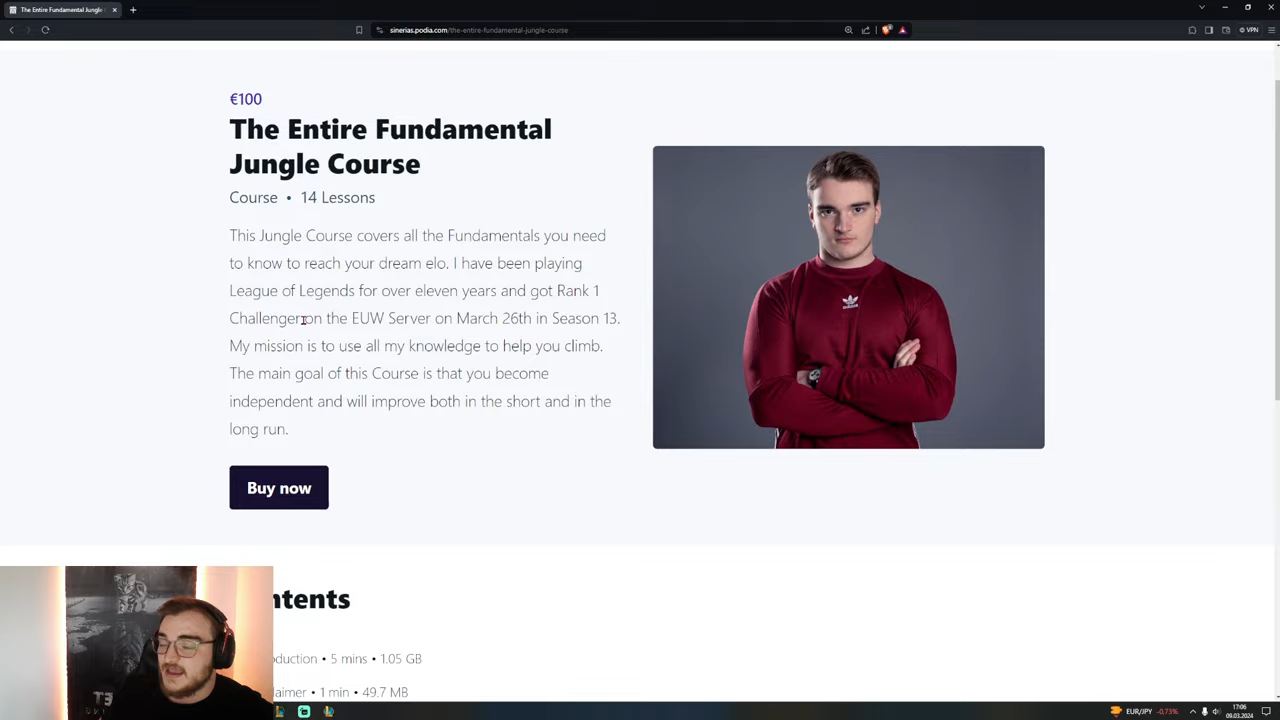 The Entire Fundamental Jungle
sinerias.podia.com/the-entire-fundamental-jungle-course
VPN
€100
The Entire Fundamental
Jungle Course
Course • 14 Lessons
This Jungle Course covers all the Fundamentals you need
to know to reach your dream elo. I have been playing
League of Legends for over eleven years and got Rank 1
Challenger on the EUW Server on March 26th in Season 13.
My mission is to use all my knowledge to help you climb.
The main goal of this Course is that you become
independent and will improve both in the short and in the
long run.
Buy now
ntents
oduction • 5 mins • 1.05 GB
laimer • 1 min • 49.7 MB
EUR/JPY -0,73%
17:06
09.03.2024